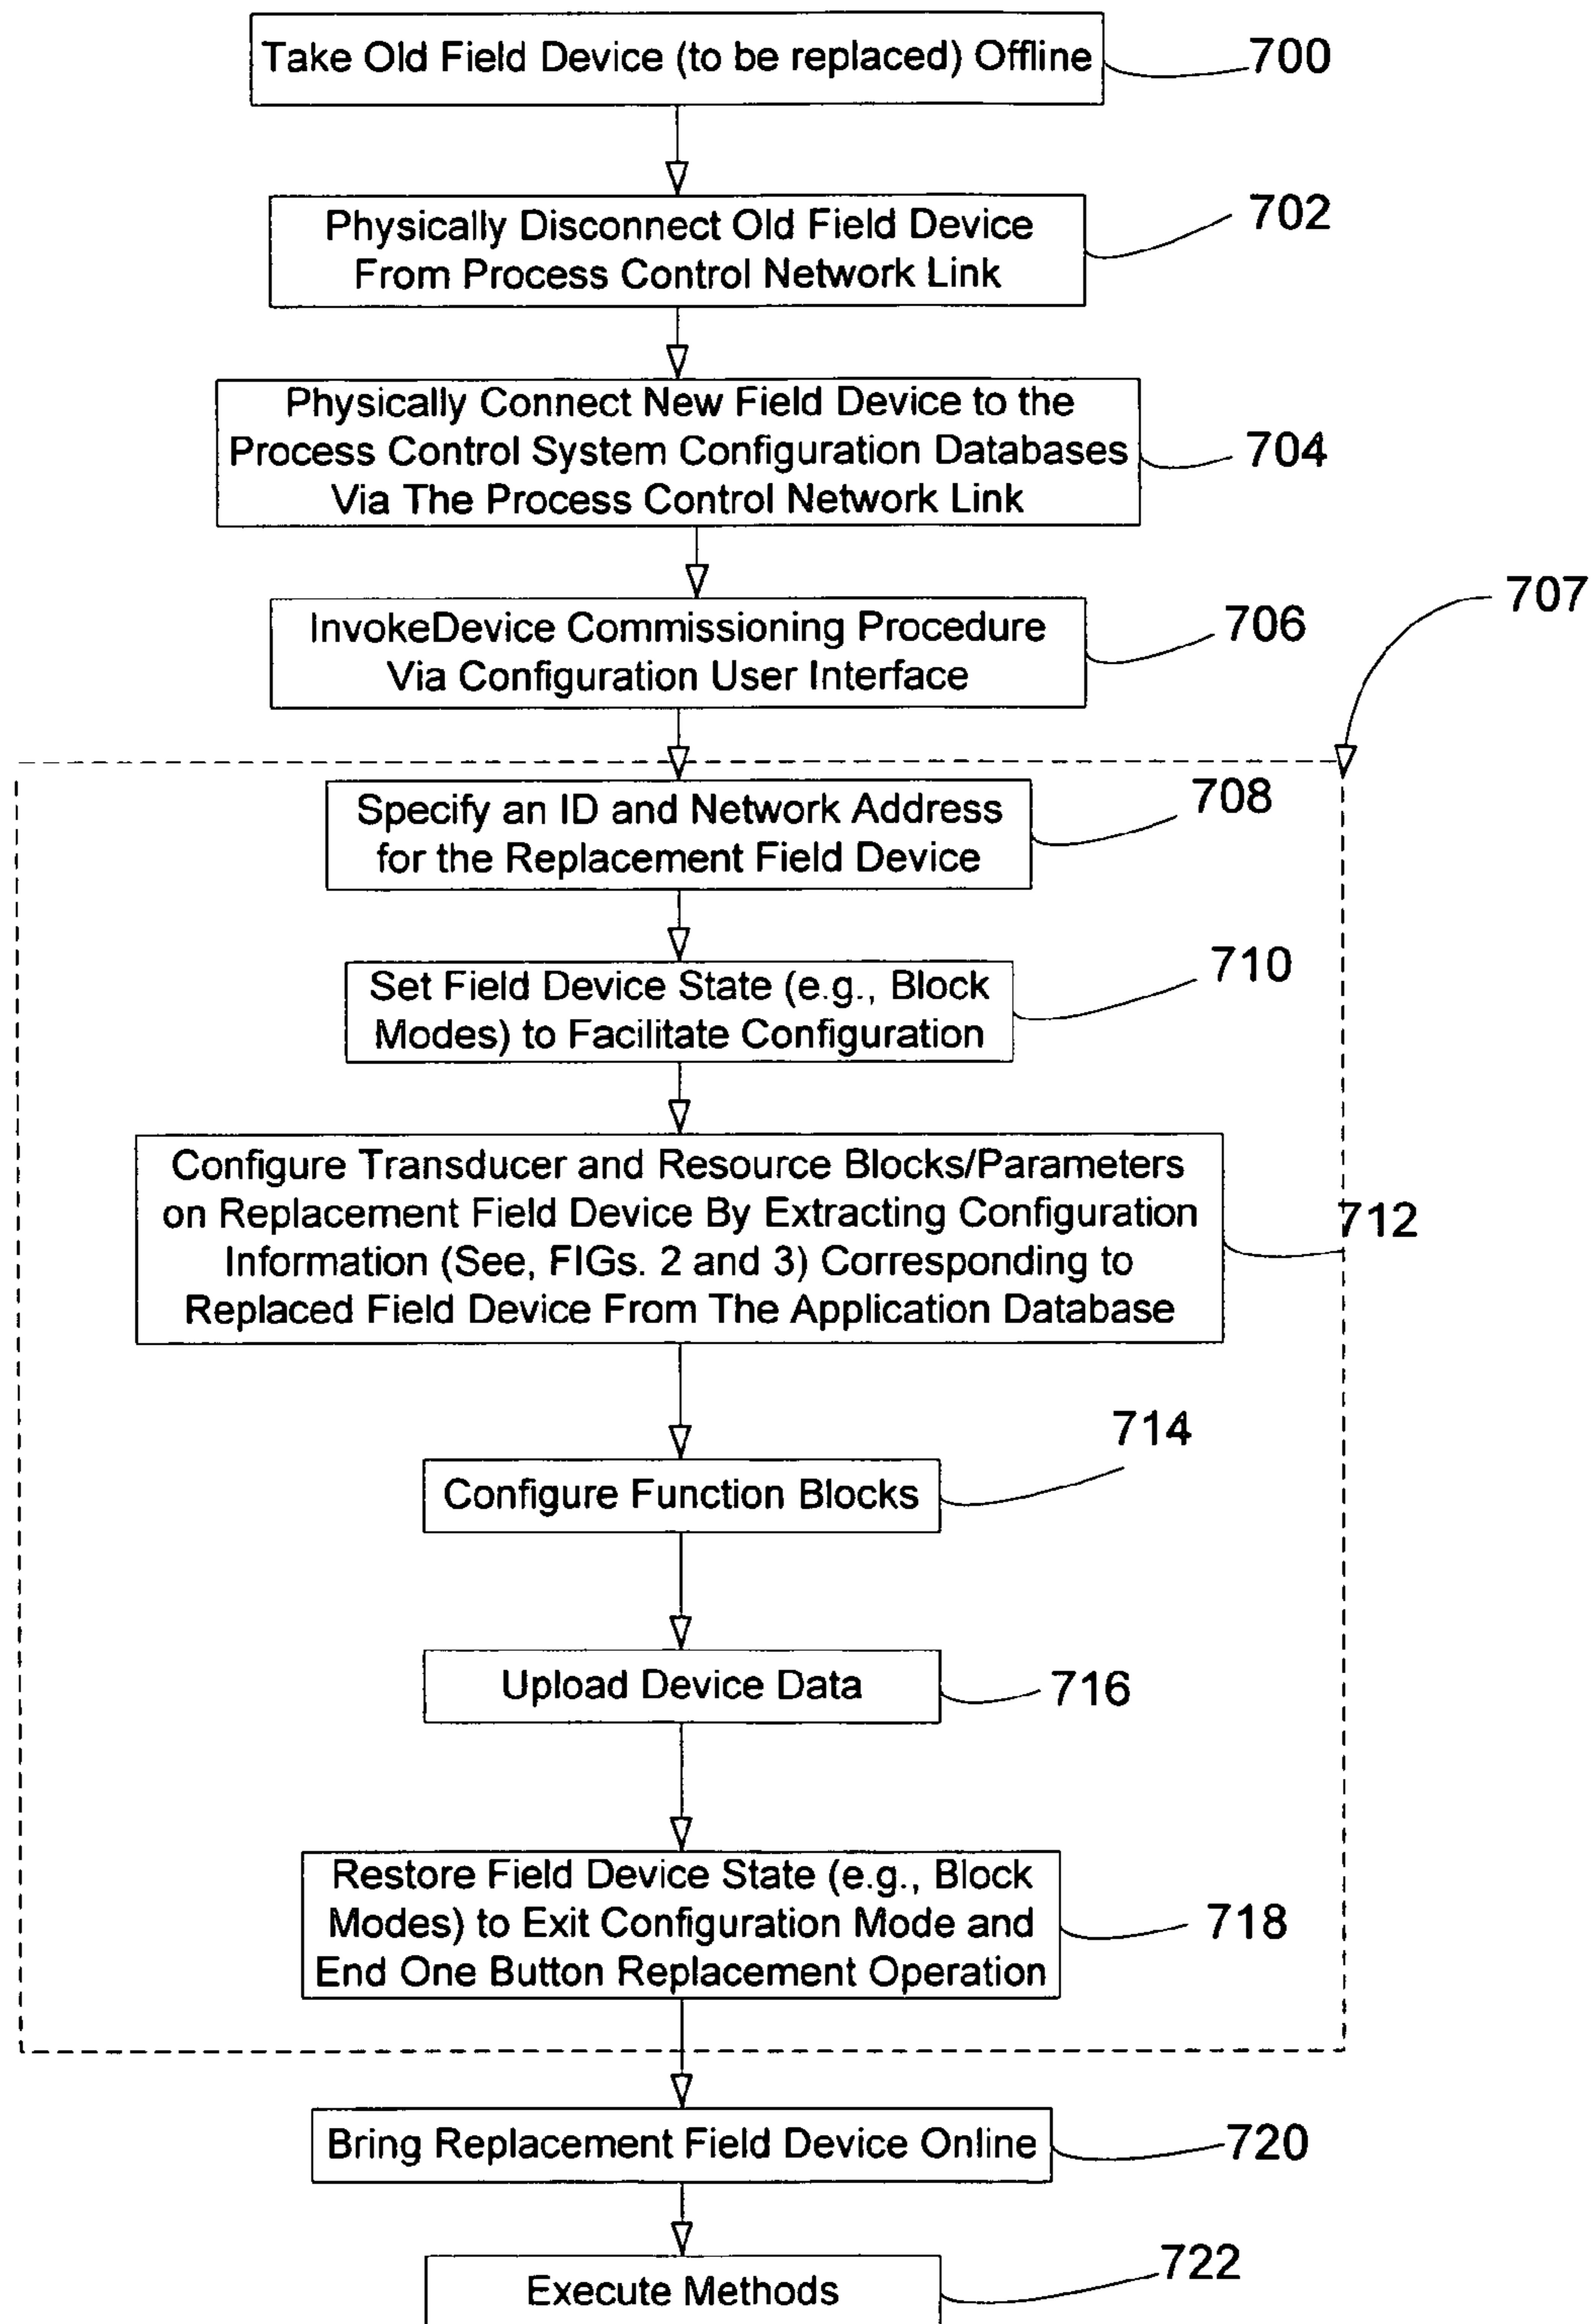 Take Old Field Device (to be replaced) Offline
700
Physically Disconnect Old Field Device
From Process Control Network Link
702
Physically Connect New Field Device to the
Process Control System Configuration Databases
Via The Process Control Network Link
704
InvokeDevice Commissioning Procedure
Via Configuration User Interface
706
707
Specify an ID and Network Address
for the Replacement Field Device
708
Set Field Device State (e.g., Block
Modes) to Facilitate Configuration
710
Configure Transducer and Resource Blocks/Parameters
on Replacement Field Device By Extracting Configuration
Information (See, FIGs. 2 and 3) Corresponding to
Replaced Field Device From The Application Database
712
Configure Function Blocks
714
Upload Device Data
716
Restore Field Device State (e.g., Block
Modes) to Exit Configuration Mode and
End One Button Replacement Operation
718
Bring Replacement Field Device Online
720
Execute Methods
722